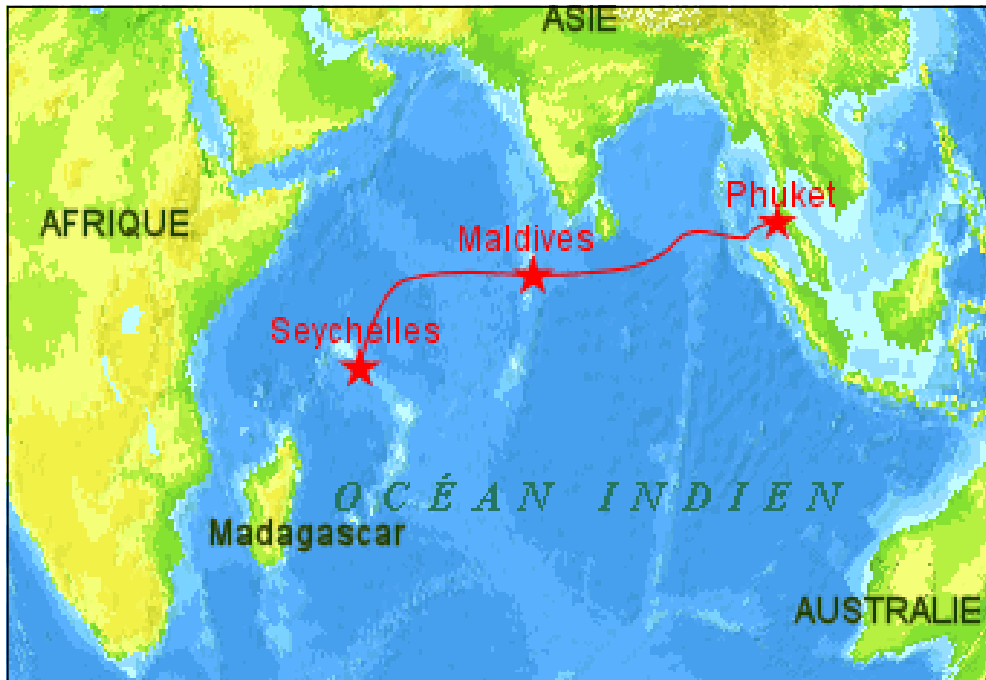 ASIE
Phuket
AFRIQUE
Maldives
Seychelles
OCÉAN INDIEN
Madagascar
AUSTRALIE